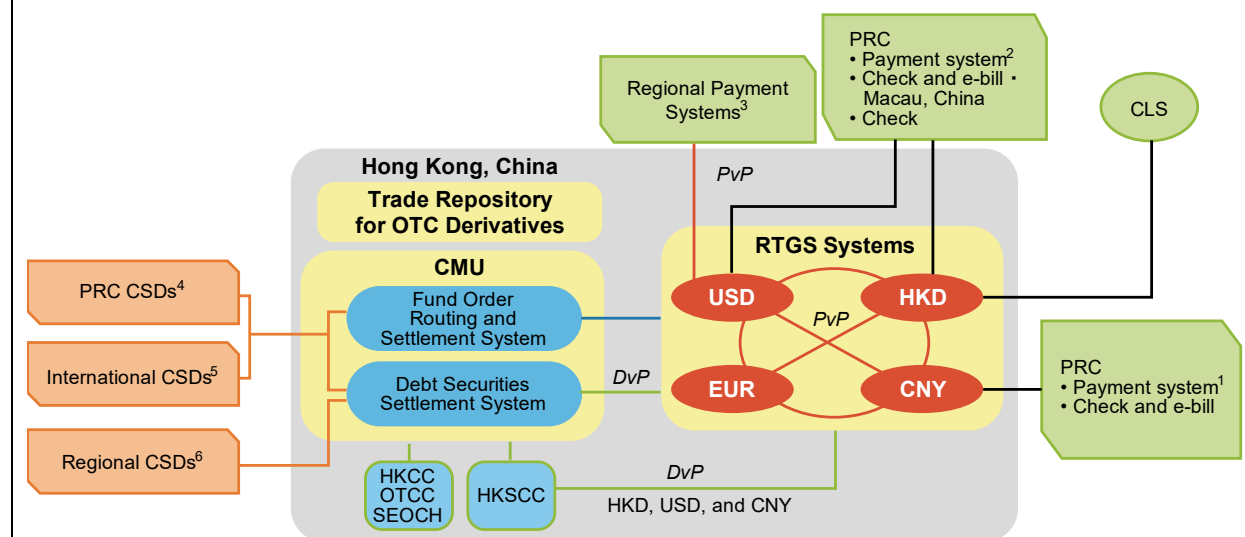 PRC
• Payment system2
• Check and e-bill •
Macau, China
• Check
Regional Payment
Systems3
CLS
Hong Kong, China
PvP
Trade Repository
for OTC Derivatives
RTGS Systems
CMU
PRC CSDs4
Fund Order
Routing and
Settlement System
USD
HKD
PvP
International CSDs5
Debt Securities
Settlement System
DvP
EUR
CNY
PRC
• Payment system1
• Check and e-bill
Regional CSDs6
HKCC
OTCC
SEOCH
HKSCC
DvP
HKD, USD, and CNY